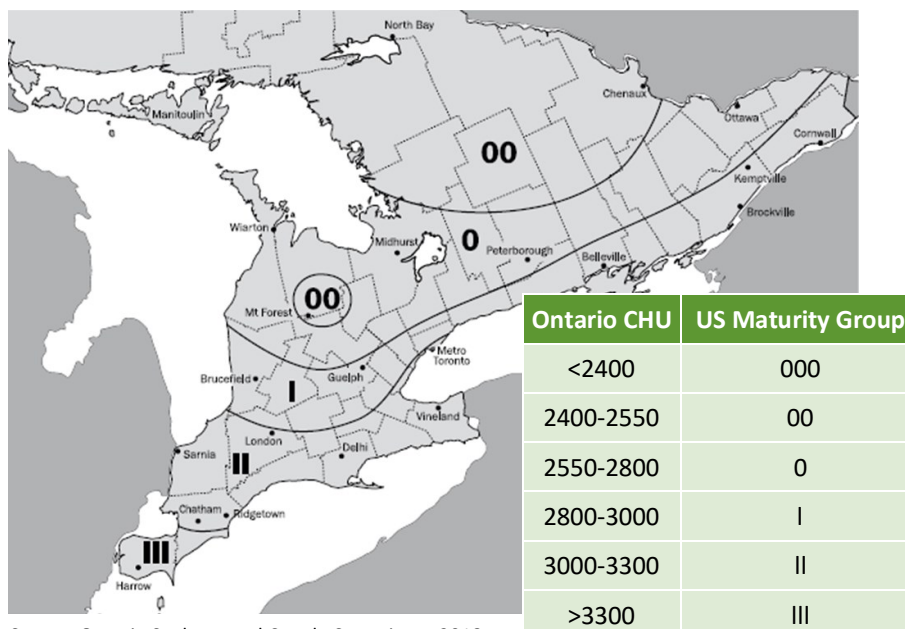 North Bay
Chenaux
Ottawa
Manitoulin
Cornwall
00
Kemptville
Brockville
Wiarton
Midhurst
0
Peterborough
Belleville
00
Mt Forest
Metro
Toronto
Brucefield
Guelph
I
Vineland
London
Sarnia
II
Delhi
Chatham
Ridgetown
III
Harrow
Ontario CHU US Maturity Group
<2400 000
2400-2550 00
2550-2800 0
2800-3000 I
3000-3300 II
>3300 III